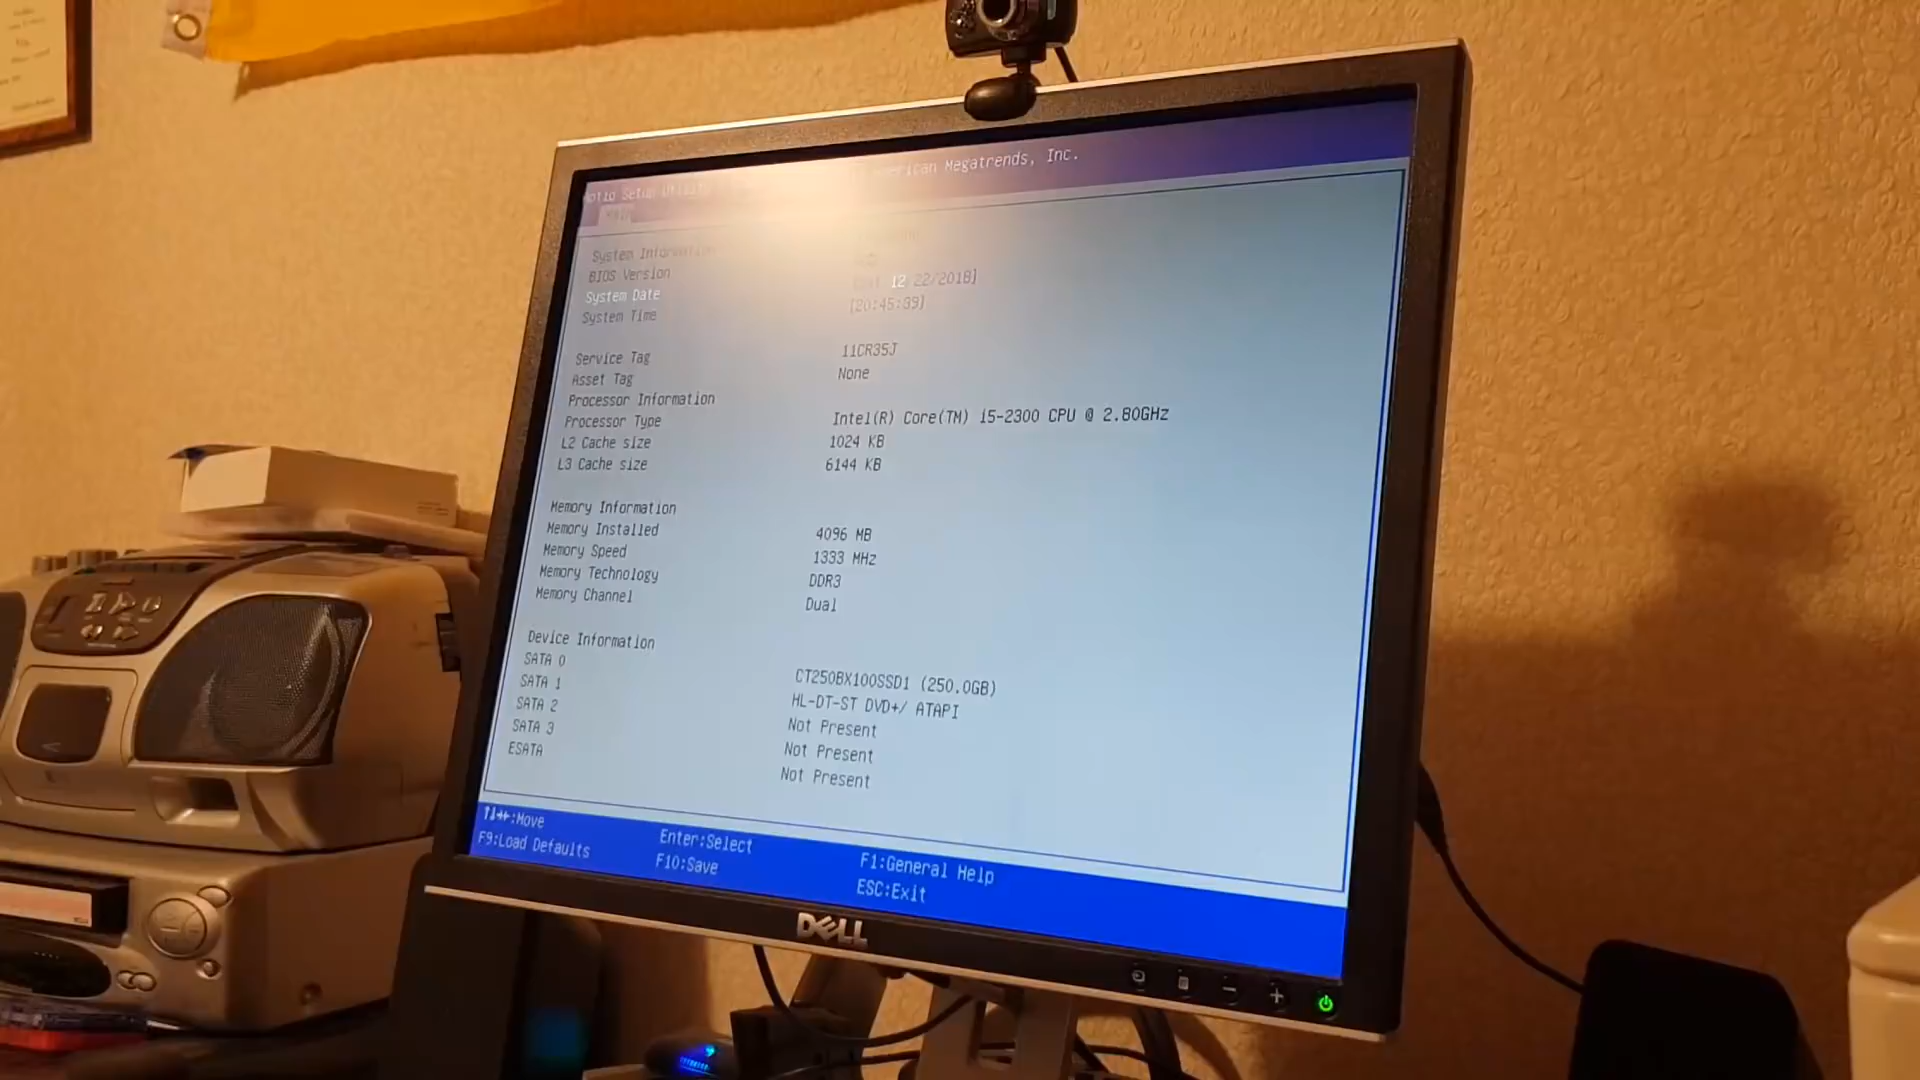 Aptio Setup Utility
American Megatrends, Inc.
Main
System Information
BIOS Version
System Date 12/22/2018]
System Time [20:45:39]
Service Tag 11CR35J
Asset Tag None
Processor Information
Processor Type Intel(R) Core(TM) i5-2300 CPU @ 2.80GHz
L2 Cache size 1024 KB
L3 Cache size 6144 KB
Memory Information
Memory Installed 4096 MB
Memory Speed 1333 MHz
Memory Technology DDR3
Memory Channel Dual
Device Information
SATA 0 CT250BX100SSD1 (250.0GB)
SATA 1 HL-DT-ST DVD+/ ATAPI
SATA 2 Not Present
SATA 3 Not Present
ESATA Not Present
↑↓→←:Move Enter:Select F1:General Help
F9:Load Defaults F10:Save ESC:Exit
DELL